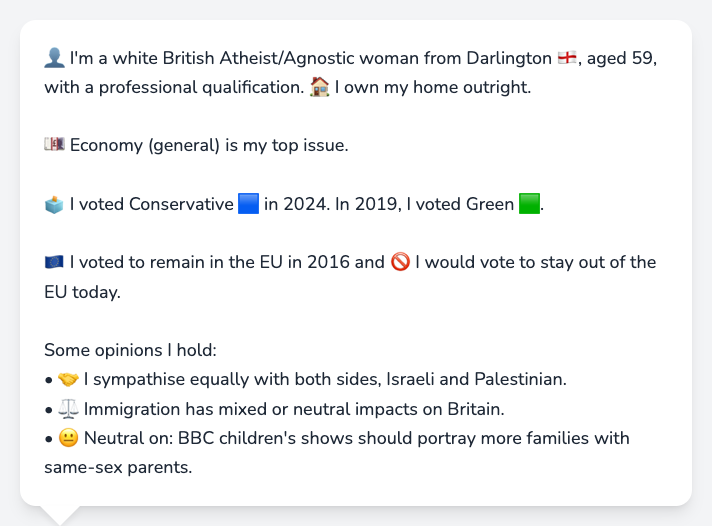 👤 I'm a white British Atheist/Agnostic woman from Darlington 🏴󠁧󠁢󠁥󠁮󠁧󠁿, aged 59,
with a professional qualification. 🏠 I own my home outright.
💷 Economy (general) is my top issue.
🗳️ I voted Conservative 🟦 in 2024. In 2019, I voted Green 🟩.
🇪🇺 I voted to remain in the EU in 2016 and 🚫 I would vote to stay out of the
EU today.
Some opinions I hold:
• 🤝 I sympathise equally with both sides, Israeli and Palestinian.
• ⚖️ Immigration has mixed or neutral impacts on Britain.
• 😐 Neutral on: BBC children's shows should portray more families with
same-sex parents.